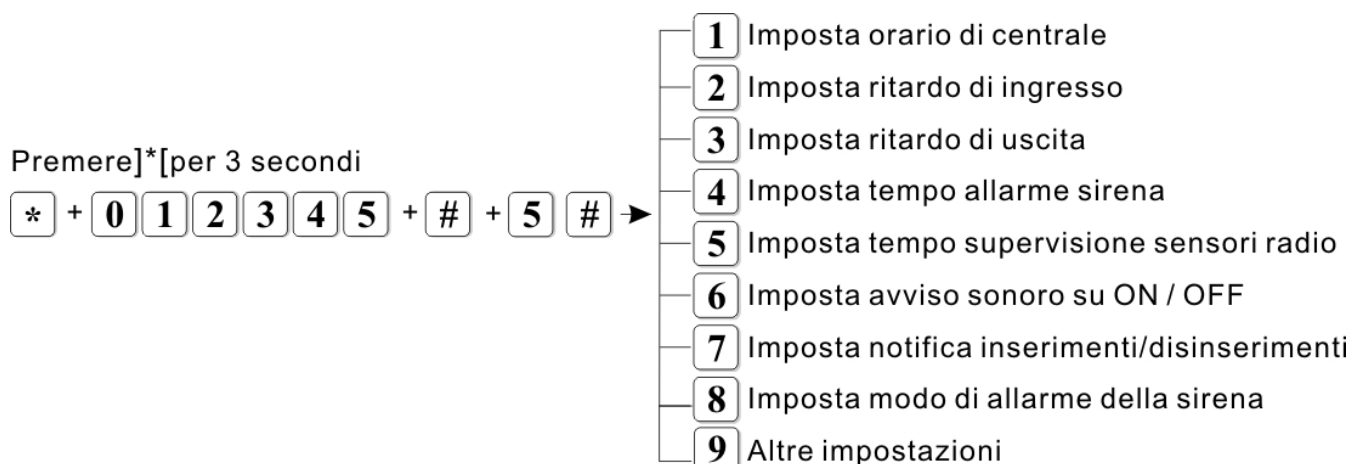 Premere]*[per 3 secondi
* + 0 1 2 3 4 5 + # + 5 #
1 Imposta orario di centrale
2 Imposta ritardo di ingresso
3 Imposta ritardo di uscita
4 Imposta tempo allarme sirena
5 Imposta tempo supervisione sensori radio
6 Imposta avviso sonoro su ON / OFF
7 Imposta notifica inserimenti/disinserimenti
8 Imposta modo di allarme della sirena
9 Altre impostazioni